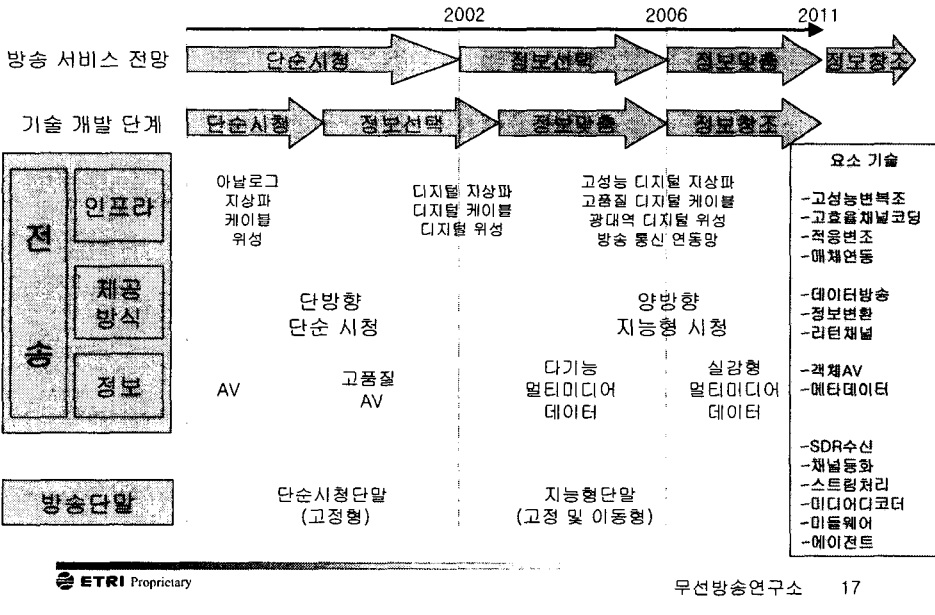 2002 2006 2011
방송 서비스 전망 단순시청 정보선택 정보맞춤 정보창조
기술 개발 단계 단순시청 정보선택 정보맞춤 정보창조
전
송
인프라
아날로그
지상파
케이블
위성
디지털 지상파
디지털 케이블
디지털 위성
고성능 디지털 지상파
고품질 디지털 케이블
광대역 디지털 위성
방송 통신 연동망
제공
방식
단방향
단순 시청
양방향
지능형 시청
정보
AV
고품질
AV
다기능
멀티미디어
데이터
실감형
멀티미디어
데이터
방송단말
단순시청단말
(고정형)
지능형단말
(고정 및 이동형)
요소 기술
-고성능변복조
-고효율채널코딩
-적응변조
-매체연동
-데이터방송
-정보변환
-리턴채널
-객체AV
-메타데이터
-SDR수신
-채널등화
-스트림처리
-미디어디코더
-미들웨어
-에이전트
ETRI Proprietary
무선방송연구소 17